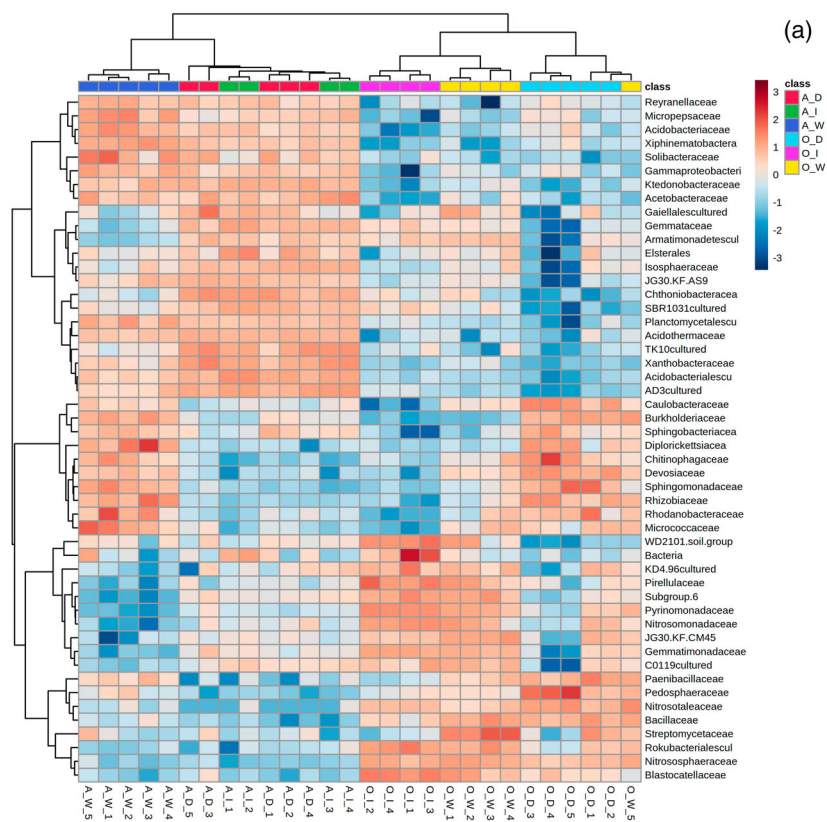 (a)
class
class
3
2
1
0
-1
-2
-3
A_D
A_I
A_W
O_D
O_I
O_W
Reyranellaceae
Micropepsaceae
Acidobacteriaceae
Xiphinematobactera
Solibacteraceae
Gammaproteobacteri
Ktedonobacteraceae
Acetobacteraceae
Gaiellalescultured
Gemmataceae
Armatimonadetescul
Elsterales
Isosphaeraceae
JG30.KF.AS9
Chthoniobacteracea
SBR1031cultured
Planctomycetalescu
Acidothermaceae
TK10cultured
Xanthobacteraceae
Acidobacterialescu
AD3cultured
Caulobacteraceae
Burkholderiaceae
Sphingobacteriacea
Diplorickettsiacea
Chitinophagaceae
Devosiaceae
Sphingomonadaceae
Rhizobiaceae
Rhodanobacteraceae
Micrococcaceae
WD2101.soil.group
Bacteria
KD4.96cultured
Pirellulaceae
Subgroup.6
Pyrinomonadaceae
Nitrosomonadaceae
JG30.KF.CM45
Gemmatimonadaceae
C0119cultured
Paenibacillaceae
Pedosphaeraceae
Nitrosotaleaceae
Bacillaceae
Streptomycetaceae
Rokubacterialescul
Nitrososphaeraceae
Blastocatellaceae
A_W_5
A_W_1
A_W_2
A_W_3
A_W_4
A_D_5
A_D_3
A_I_1
A_I_2
A_D_1
A_D_2
A_D_4
A_I_3
A_I_4
O_I_2
O_I_4
O_I_1
O_I_3
O_W_1
O_W_2
O_W_3
O_W_4
O_D_3
O_D_4
O_D_5
O_D_1
O_D_2
O_W_5